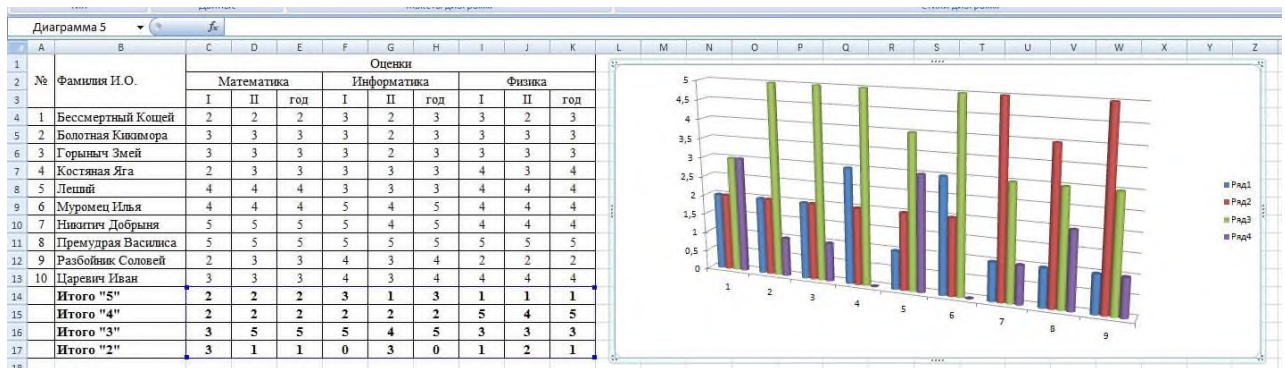 Диаграмма 5 fx
A B C D E F G H I J K L M N O P Q R S T U V W X Y Z
1 № Фамилия И.О. Оценки
2 Математика Информатика Физика
3 I II год I II год I II год
4 1 Бессмертный Кощей 2 2 2 3 2 3 3 2 3
5 2 Болотная Кикимора 3 3 3 3 2 3 3 3 3
6 3 Горыныч Змей 3 3 3 3 2 3 3 3 3
7 4 Костяная Яга 2 3 3 3 3 3 4 3 4
8 5 Леший 4 4 4 3 3 3 4 4 4
9 6 Муромец Илья 4 4 4 5 4 5 4 4 4
10 7 Никитич Добрыня 5 5 5 5 4 5 4 4 4
11 8 Премудрая Василиса 5 5 5 5 5 5 5 5 5
12 9 Разбойник Соловей 2 3 3 4 3 4 2 2 2
13 10 Царевич Иван 3 3 3 4 3 4 4 4 4
14 Итого "5" 2 2 2 3 1 3 1 1 1
15 Итого "4" 2 2 2 2 2 2 5 4 5
16 Итого "3" 3 5 5 5 4 5 3 3 3
17 Итого "2" 3 1 1 0 3 0 1 2 1
5
4,5
4
3,5
3
2,5
2
1,5
1
0,5
0
1 2 3 4 5 6 7 8 9
Ряд1
Ряд2
Ряд3
Ряд4